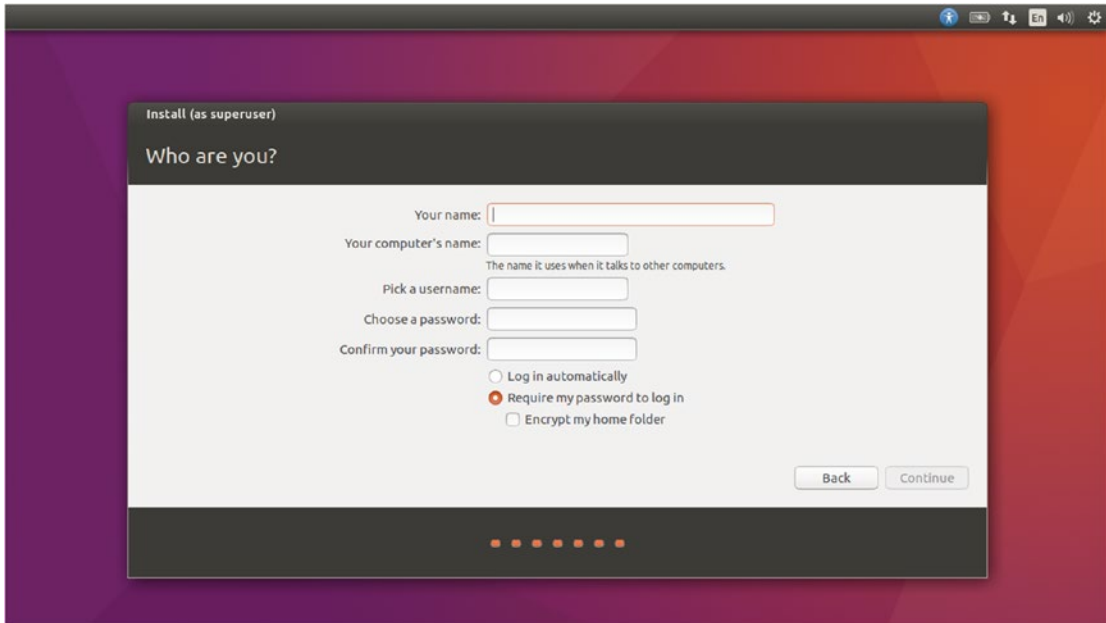 En
Install (as superuser)
Who are you?
Your name:
Your computer's name:
The name it uses when it talks to other computers.
Pick a username:
Choose a password:
Confirm your password:
Log in automatically
Require my password to log in
Encrypt my home folder
Back Continue